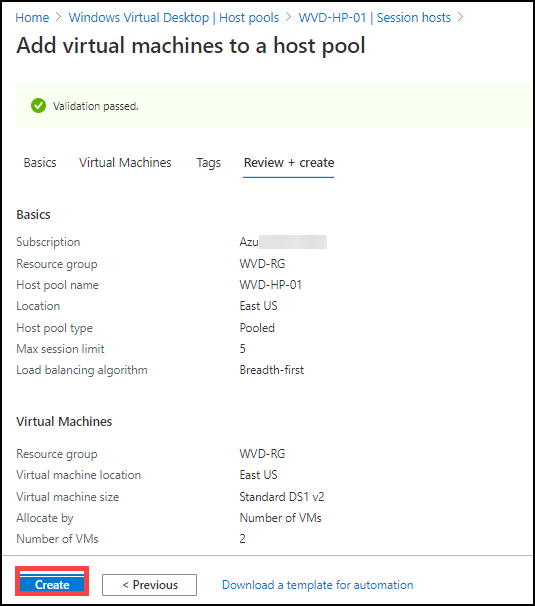 Home > Windows Virtual Desktop | Host pools > WVD-HP-01 | Session hosts >
Add virtual machines to a host pool
Validation passed.
Basics Virtual Machines Tags Review + create
Basics
Subscription Azu
Resource group WVD-RG
Host pool name WVD-HP-01
Location East US
Host pool type Pooled
Max session limit 5
Load balancing algorithm Breadth-first
Virtual Machines
Resource group WVD-RG
Virtual machine location East US
Virtual machine size Standard DS1 v2
Allocate by Number of VMs
Number of VMs 2
Create < Previous Download a template for automation